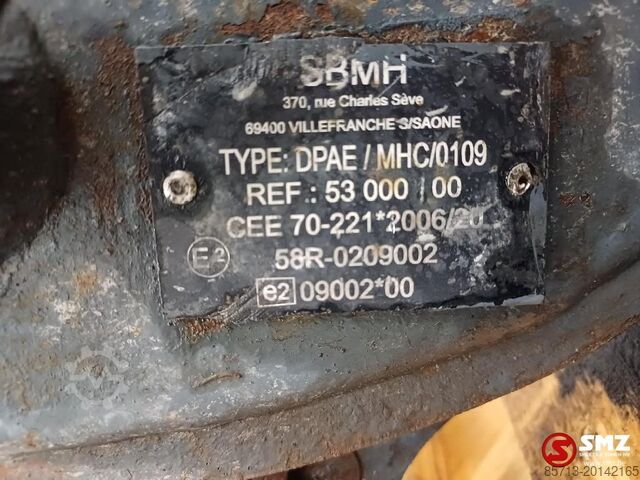 SBMH
370, rue Charles Sève
69400 VILLEFRANCHE S/SAONE
TYPE: DPAE / MHC/0109
REF : 53 000 / 00
CEE 70-221*2006/20
E2 58R-0209002
e2 09002*00
SMZ
85713-20142165